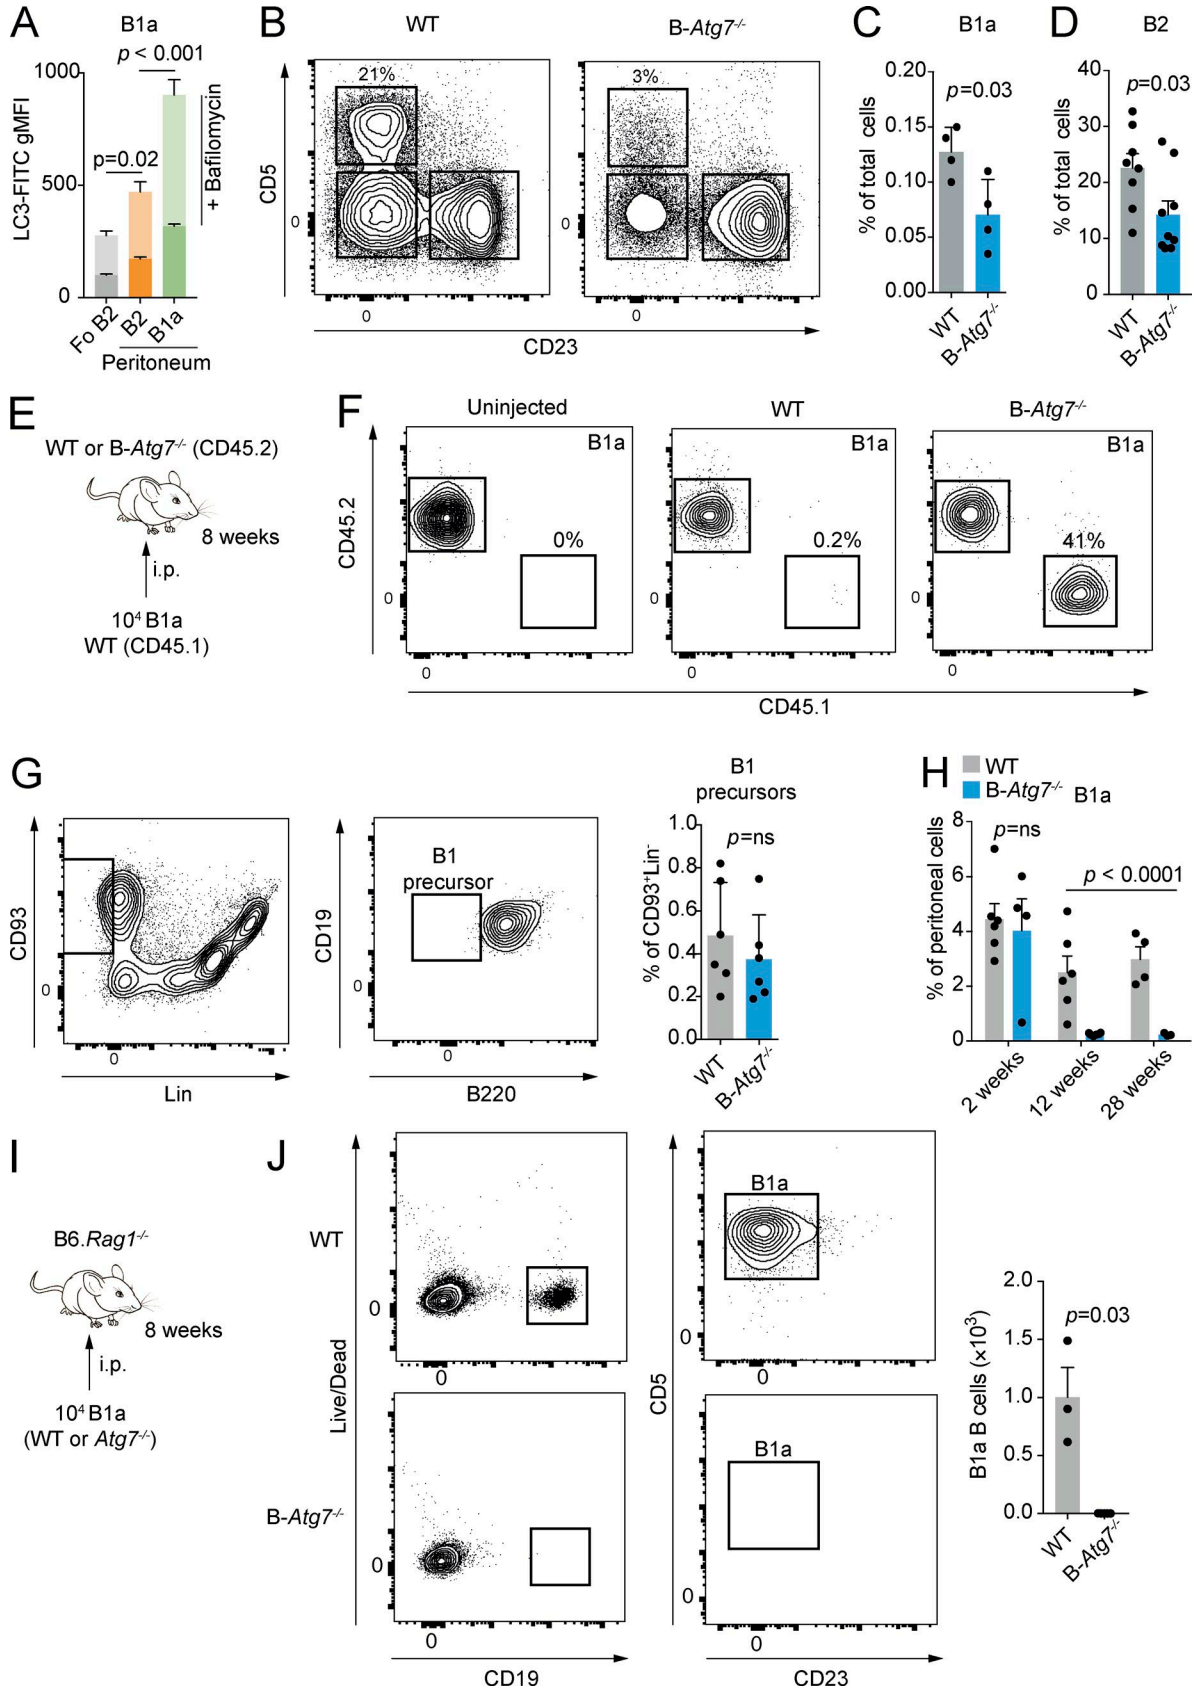 A
B1a
p < 0.001
1000
500
0
LC3-FITC gMFI
p=0.02
+ Bafilomycin
Fo B2
B2
B1a
Peritoneum
B
WT
B-Atg7-/-
21%
3%
CD5
0
0
0
0
CD23
C
B1a
0.20
0.15
0.10
0.05
0.00
% of total cells
p=0.03
WT
B-Atg7-/-
D
B2
40
30
20
10
0
% of total cells
p=0.03
WT
B-Atg7-/-
E
WT or B-Atg7-/- (CD45.2)
8 weeks
i.p.
10⁴ B1a
WT (CD45.1)
F
Uninjected
WT
B-Atg7-/-
B1a
B1a
B1a
CD45.2
0%
0.2%
41%
0
0
0
0
0
0
CD45.1
G
CD93
0
0
Lin
B1
precursor
CD19
0
0
B220
B1
precursors
1.0
0.8
0.6
0.4
0.2
0.0
% of CD93⁺Lin⁻
p=ns
WT
B-Atg7-/-
H
WT
B-Atg7-/-
B1a
8
6
4
2
0
% of peritoneal cells
p=ns
p < 0.0001
2 weeks
12 weeks
28 weeks
I
B6.Rag1-/-
8 weeks
i.p.
10⁴ B1a
(WT or Atg7-/-)
J
WT
B-Atg7-/-
Live/Dead
0
0
0
0
CD19
B1a
B1a
CD5
0
0
0
0
CD23
2.0
1.5
1.0
0.5
0.0
B1a B cells (×10³)
p=0.03
WT
B-Atg7-/-